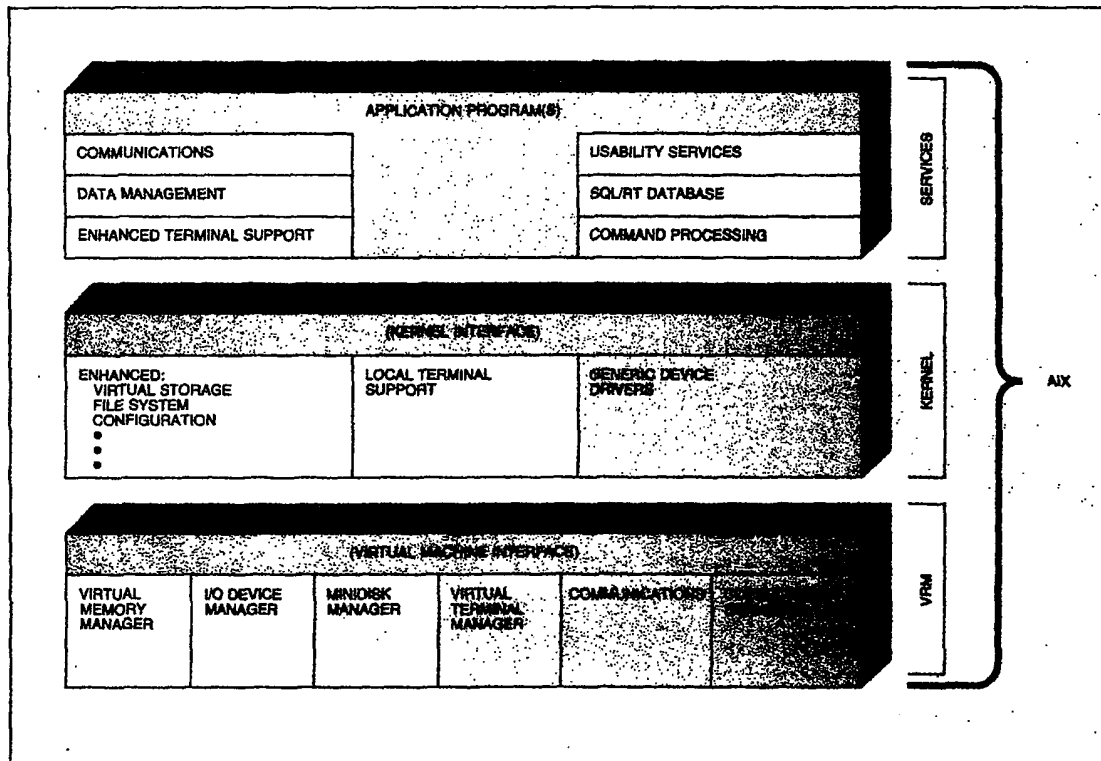 APPLICATION PROGRAM(S)
COMMUNICATIONS
DATA MANAGEMENT
ENHANCED TERMINAL SUPPORT
USABILITY SERVICES
SQL/RT DATABASE
COMMAND PROCESSING
SERVICES
(KERNEL INTERFACE)
ENHANCED:
VIRTUAL STORAGE
FILE SYSTEM
CONFIGURATION
•
•
•
LOCAL TERMINAL
SUPPORT
GENERIC DEVICE
DRIVERS
KERNEL
AIX
(VIRTUAL MACHINE INTERFACE)
VIRTUAL
MEMORY
MANAGER
I/O DEVICE
MANAGER
MINIDISK
MANAGER
VIRTUAL
TERMINAL
MANAGER
COMMUNICATIONS
VRM